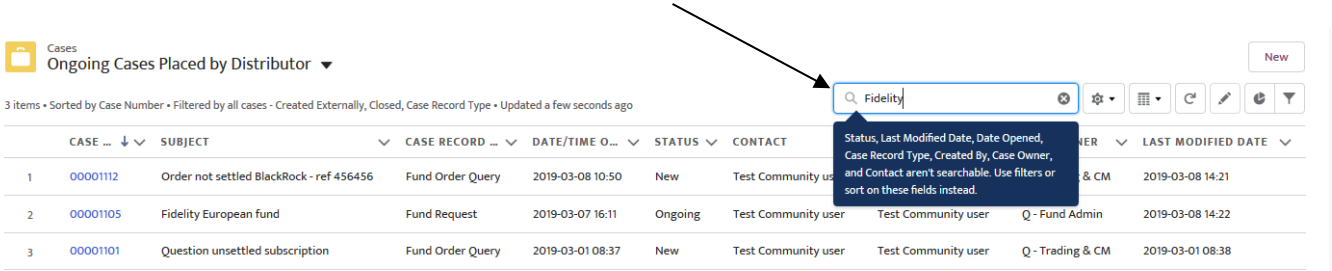 Cases
Ongoing Cases Placed by Distributor
New
3 items • Sorted by Case Number • Filtered by all cases - Created Externally, Closed, Case Record Type • Updated a few seconds ago
Fidelity
Status, Last Modified Date, Date Opened,
Case Record Type, Created By, Case Owner,
and Contact aren't searchable. Use filters or
sort on these fields instead.
CASE ... SUBJECT CASE RECORD ... DATE/TIME O... STATUS CONTACT NER LAST MODIFIED DATE
1 00001112 Order not settled BlackRock - ref 456456 Fund Order Query 2019-03-08 10:50 New Test Community us & CM 2019-03-08 14:21
2 00001105 Fidelity European fund Fund Request 2019-03-07 16:11 Ongoing Test Community user Test Community user Q - Fund Admin 2019-03-08 14:22
3 00001101 Question unsettled subscription Fund Order Query 2019-03-01 08:37 New Test Community user Test Community user Q - Trading & CM 2019-03-01 08:38